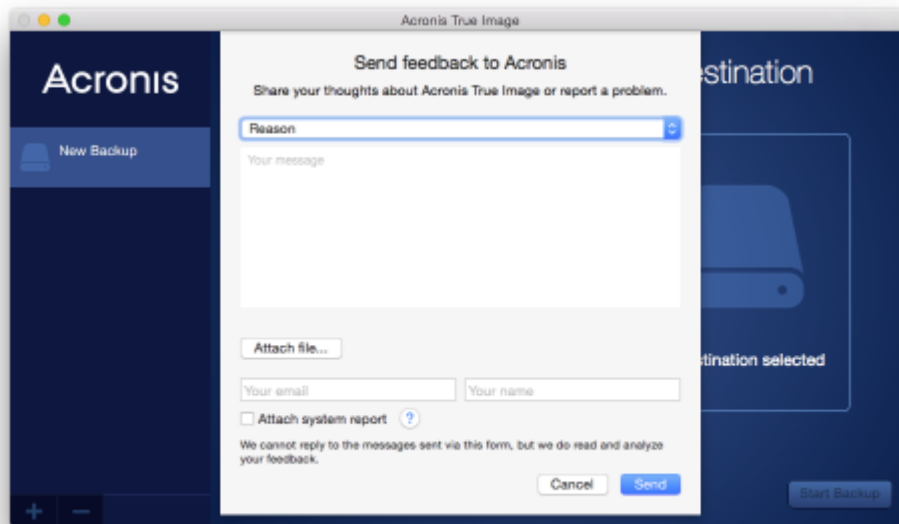 Acronis True Image
Acronis
New Backup
Send feedback to Acronis
Share your thoughts about Acronis True Image or report a problem.
Reason
Your message
Attach file...
Your email
Your name
Attach system report ?
We cannot reply to the messages sent via this form, but we do read and analyze
your feedback.
Cancel
Send
estination
stination selected
Start Backup